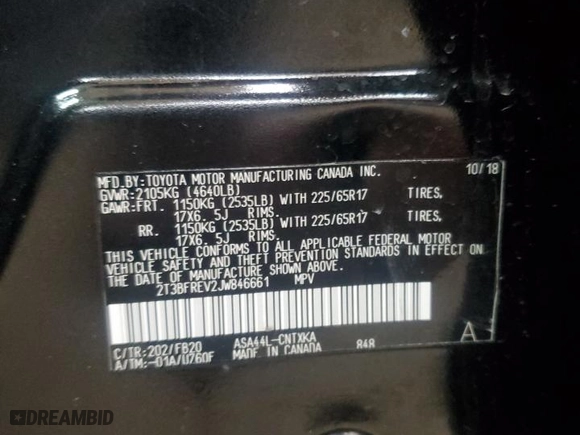 MFD.BY:TOYOTA MOTOR MANUFACTURING CANADA INC. 10/18
GVWR:2105KG (4640LB)
GAWR:FRT. 1150KG (2535LB) WITH 225/65R17 TIRES,
17X6. 5J RIMS.
RR. 1150KG (2535LB) WITH 225/65R17 TIRES,
17X6. 5J RIMS.
THIS VEHICLE CONFORMS TO ALL APPLICABLE FEDERAL MOTOR
VEHICLE SAFETY AND THEFT PREVENTION STANDARDS IN EFFECT ON
THE DATE OF MANUFACTURE SHOWN ABOVE.
2T3BFREV2JW846661 MPV
C/TR:202/FB20 ASA44L-CNTXKA A
A/TM:-01A/U760F MADE IN CANADA 848
DREAMBID